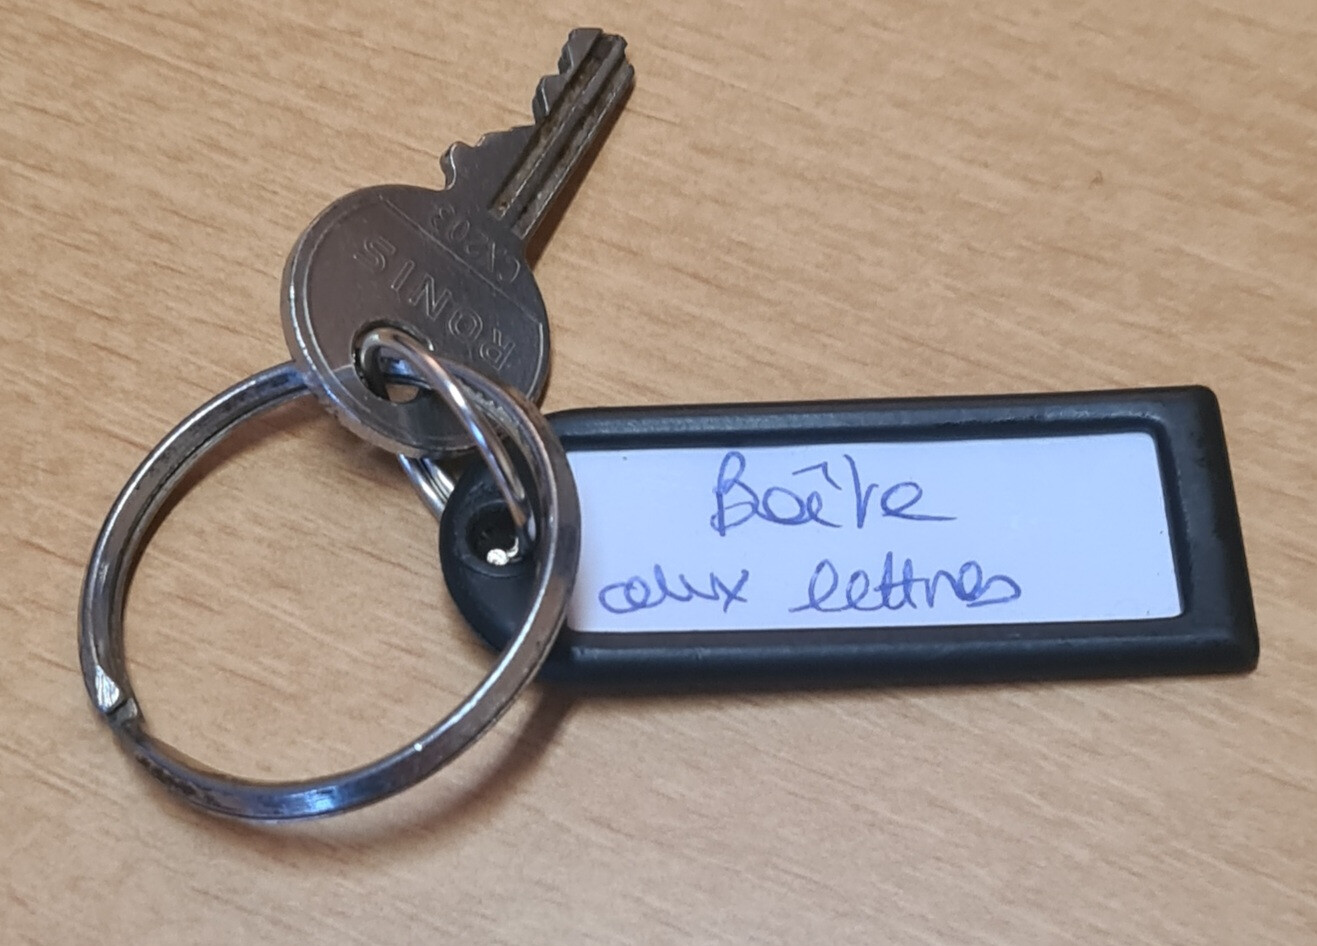 CX203
RONIS
Boîte
aux lettres